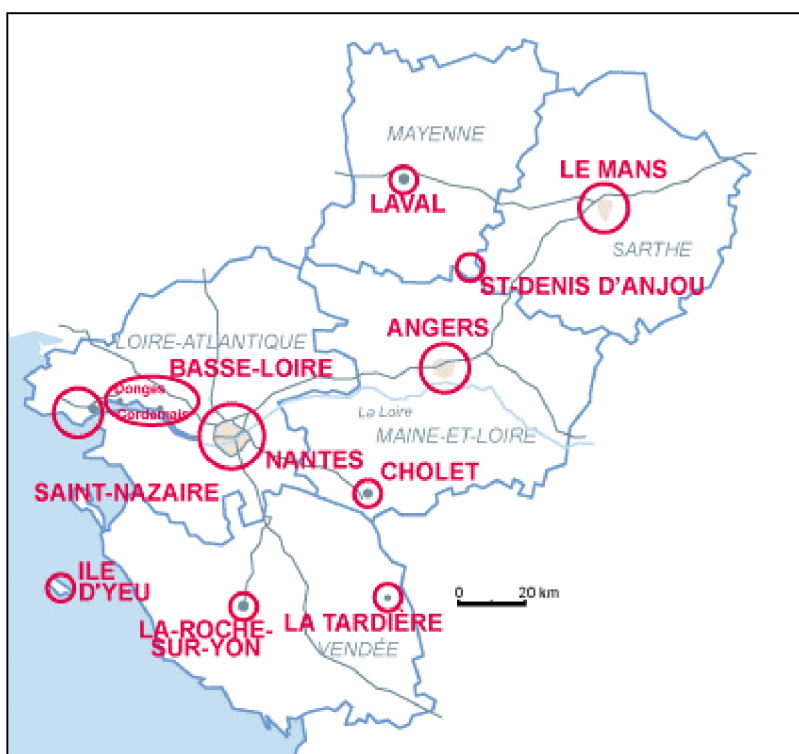 MAYENNE
LE MANS
LAVAL
SARTHE
ST-DENIS D'ANJOU
ANGERS
LOIRE-ATLANTIQUE
BASSE-LOIRE
Donges
Cordemais
La Loire
MAINE-ET-LOIRE
NANTES
CHOLET
SAINT-NAZAIRE
ILE
D'YEU
0 20 km
LA-ROCHE-
SUR-YON
LA TARDIÈRE
VENDÉE